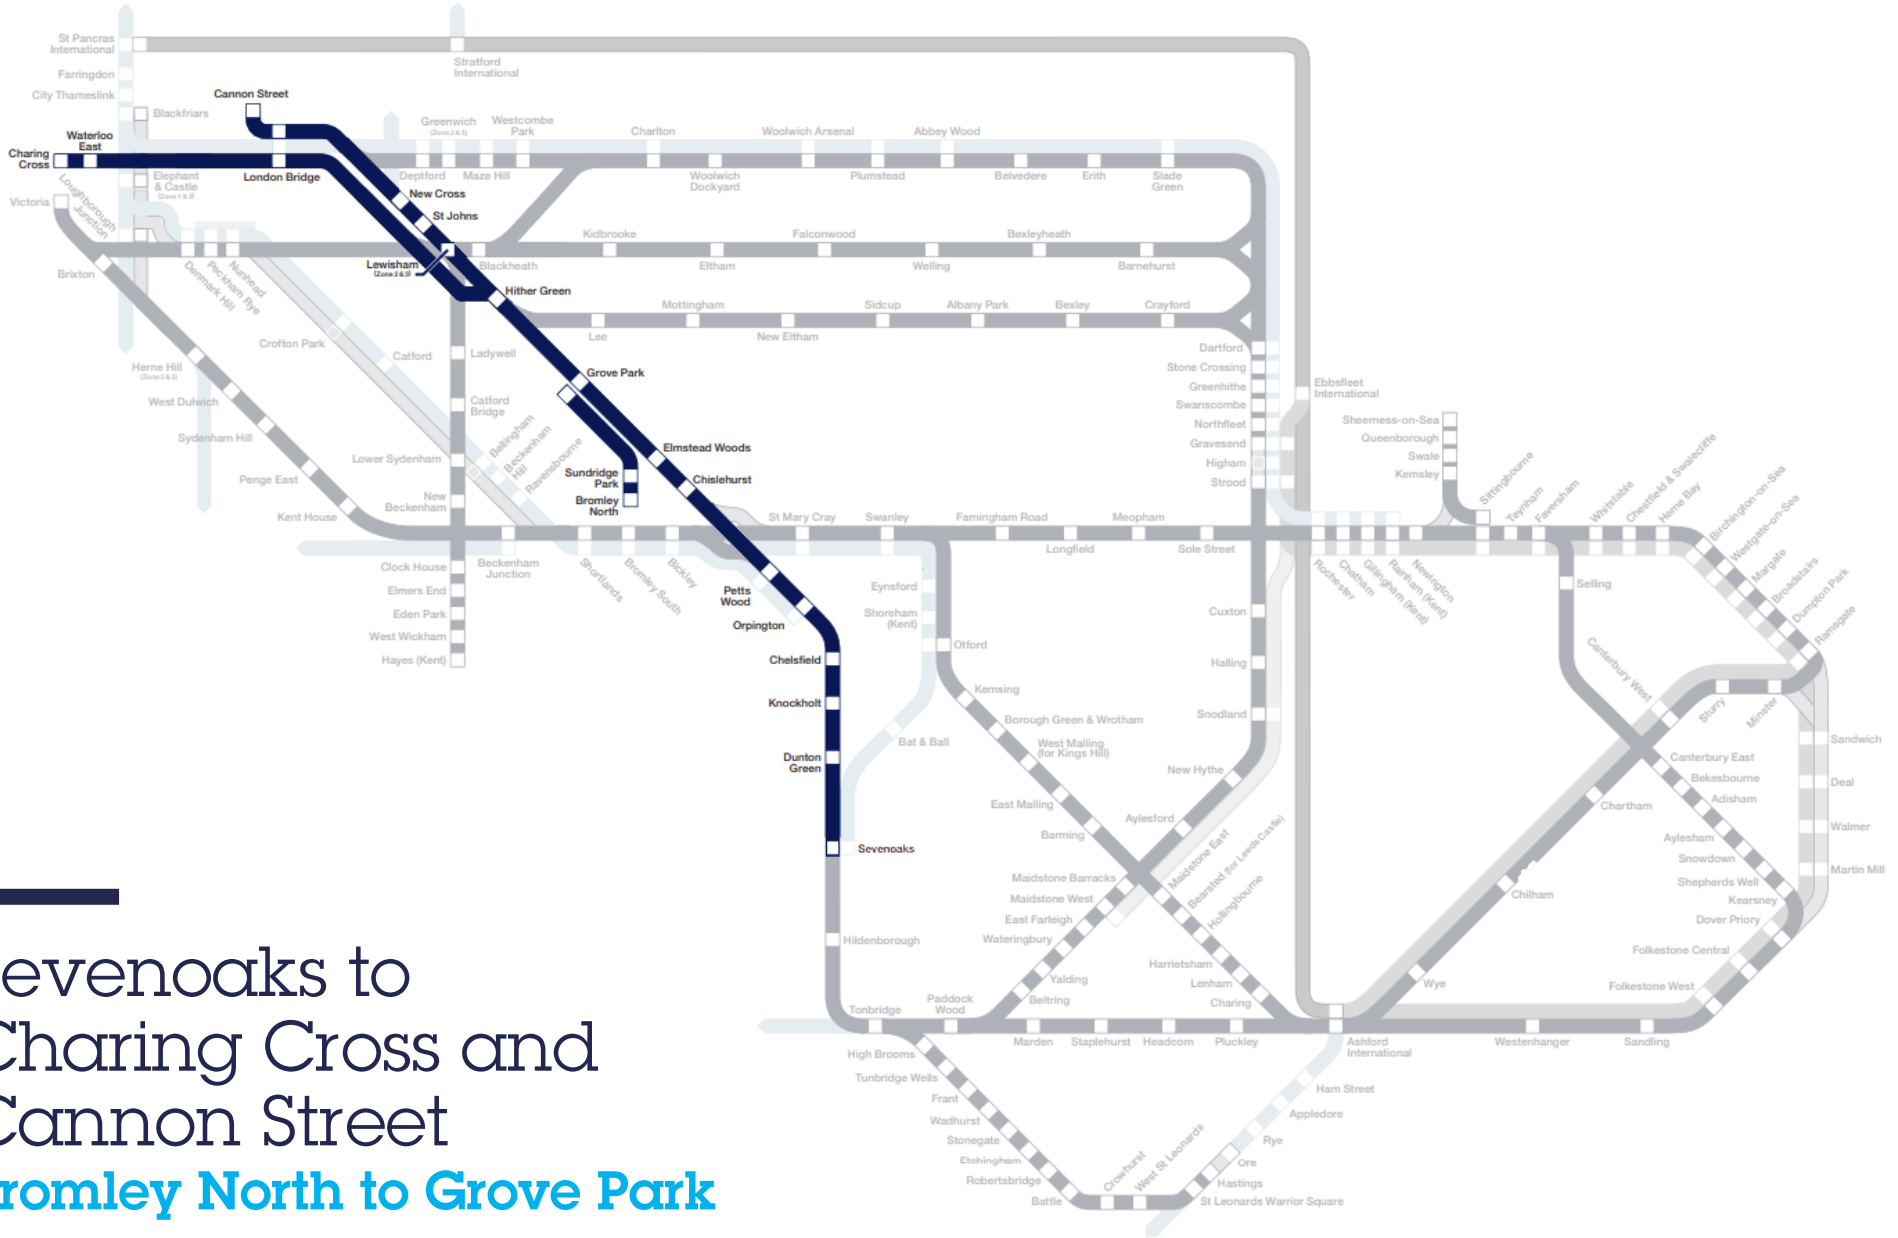 St Pancras
International
Farringdon
City Thameslink
Blackfriars
Stratford
International
Cannon Street
Waterloo
East
Charing
Cross
London Bridge
Elephant
& Castle
(Zone 1 & 2)
Loughborough
Junction
Victoria
Brixton
Denmark Hill
Peckham Rye
Nunhead
Greenwich
(Zone 2 & 3)
Westcombe
Park
Deptford
Maze Hill
Charlton
Woolwich
Dockyard
Woolwich Arsenal
Plumstead
Abbey Wood
Belvedere
Erith
Slade
Green
New Cross
St Johns
Lewisham
(Zone 2 & 3)
Blackheath
Kidbrooke
Eltham
Falconwood
Welling
Bexleyheath
Barnehurst
Hither Green
Lee
Mottingham
New Eltham
Sidcup
Albany Park
Bexley
Crayford
Crofton Park
Catford
Ladywell
Catford
Bridge
Bellingham
Beckenham
Hill
Ravensbourne
Lower Sydenham
New
Beckenham
Herne Hill
(Zone 2 & 3)
West Dulwich
Sydenham Hill
Penge East
Kent House
Grove Park
Elmstead Woods
Sundridge
Park
Bromley
North
Chislehurst
Clock House
Elmers End
Eden Park
West Wickham
Hayes (Kent)
Beckenham
Junction
Shortlands
Bromley South
Bickley
Petts
Wood
Orpington
Chelsfield
Knockholt
Dunton
Green
Sevenoaks
Hildenborough
Tonbridge
St Mary Cray
Swanley
Farningham Road
Longfield
Meopham
Sole Street
Eynsford
Shoreham
(Kent)
Otford
Bat & Ball
Kemsing
Borough Green & Wrotham
West Malling
(for Kings Hill)
East Malling
Barming
Maidstone East
Bearsted (for Leeds Castle)
Hollingbourne
Harrietsham
Lenham
Charing
Dartford
Stone Crossing
Greenhithe
Swanscombe
Northfleet
Gravesend
Higham
Strood
Ebbsfleet
International
Cuxton
Halling
Snodland
New Hythe
Aylesford
Maidstone Barracks
Maidstone West
East Farleigh
Wateringbury
Yalding
Beltring
Paddock
Wood
Marden
Staplehurst
Headcorn
Pluckley
Ashford
International
Sheerness-on-Sea
Queenborough
Swale
Kemsley
Sittingbourne
Rochester
Chatham
Gillingham (Kent)
Rainham (Kent)
Newington
Teynham
Faversham
Whitstable
Chestfield & Swalecliffe
Herne Bay
Birchington-on-Sea
Westgate-on-Sea
Margate
Broadstairs
Dumpton Park
Ramsgate
Selling
Canterbury West
Sturry
Minster
Sandwich
Deal
Walmer
Martin Mill
Canterbury East
Bekesbourne
Adisham
Aylesham
Snowdown
Shepherds Well
Kearsney
Dover Priory
Folkestone Central
Folkestone West
Sandling
Westenhanger
Chartham
Chilham
Wye
High Brooms
Tunbridge Wells
Frant
Wadhurst
Stonegate
Etchingham
Robertsbridge
Battle
Crowhurst
West St Leonards
St Leonards Warrior Square
Hastings
Ore
Rye
Appledore
Ham Street
evenoaks to
Charing Cross and
Cannon Street
romley North to Grove Park